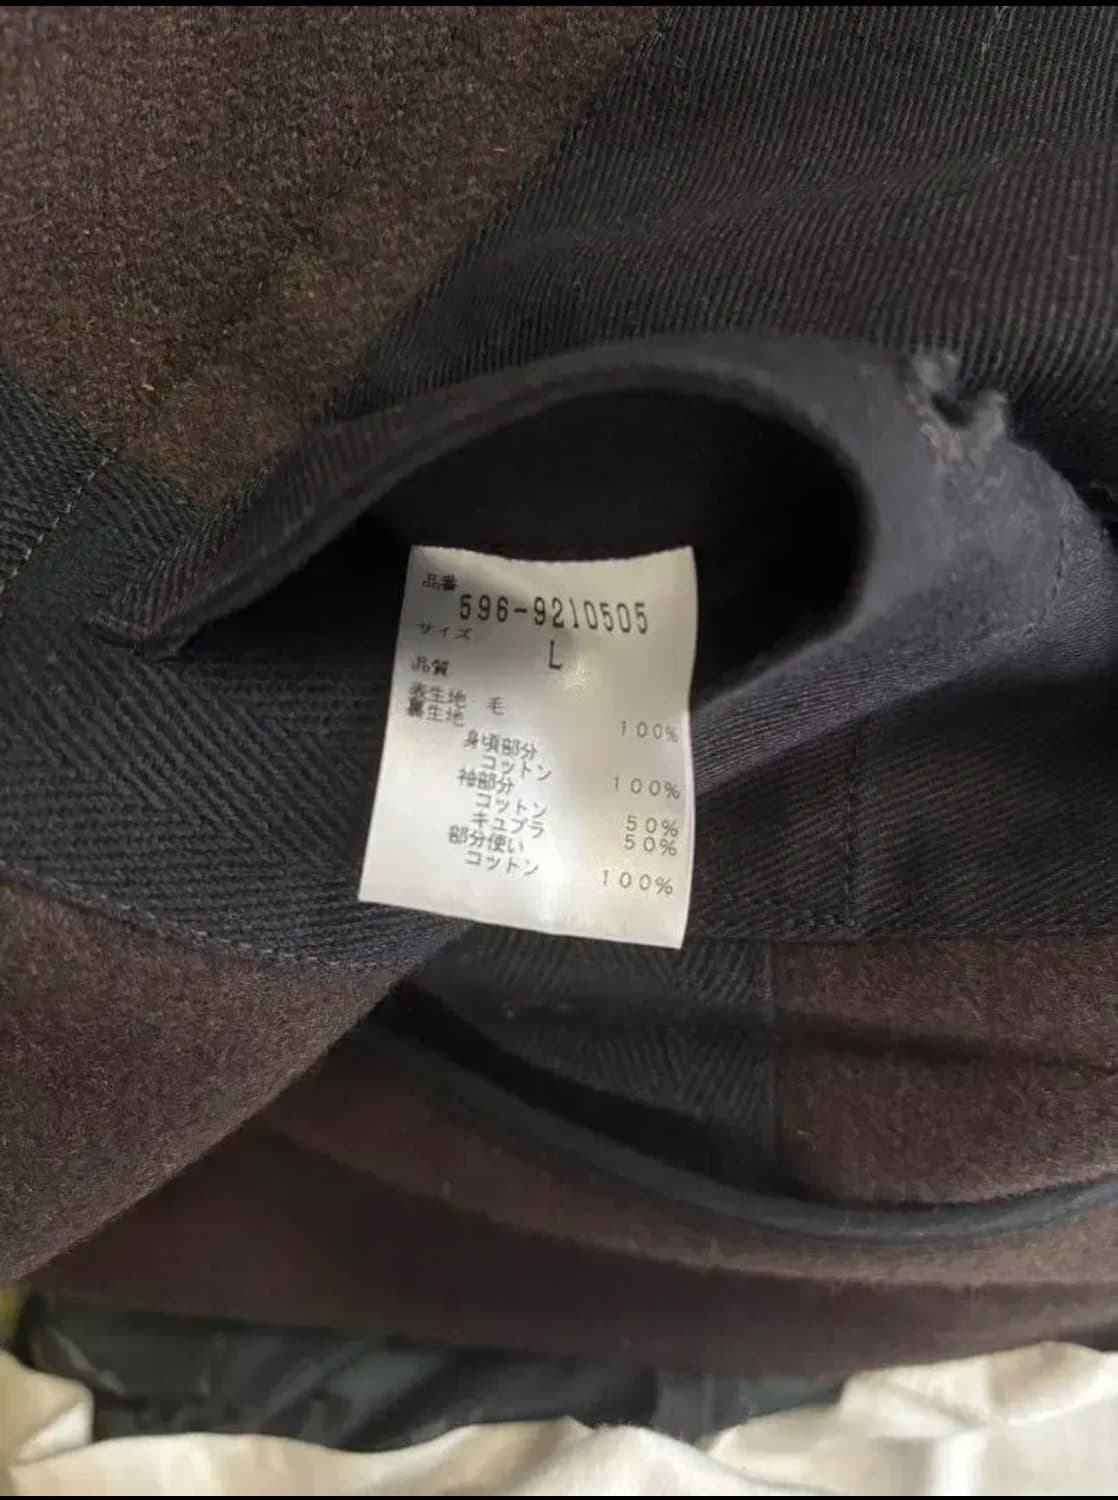 品番
596-9210505
サイズ
L
品質
表生地 毛
100%
裏生地
身頃部分
コットン 100%
袖部分
コットン 50%
キュプラ 50%
部分使い
コットン 100%